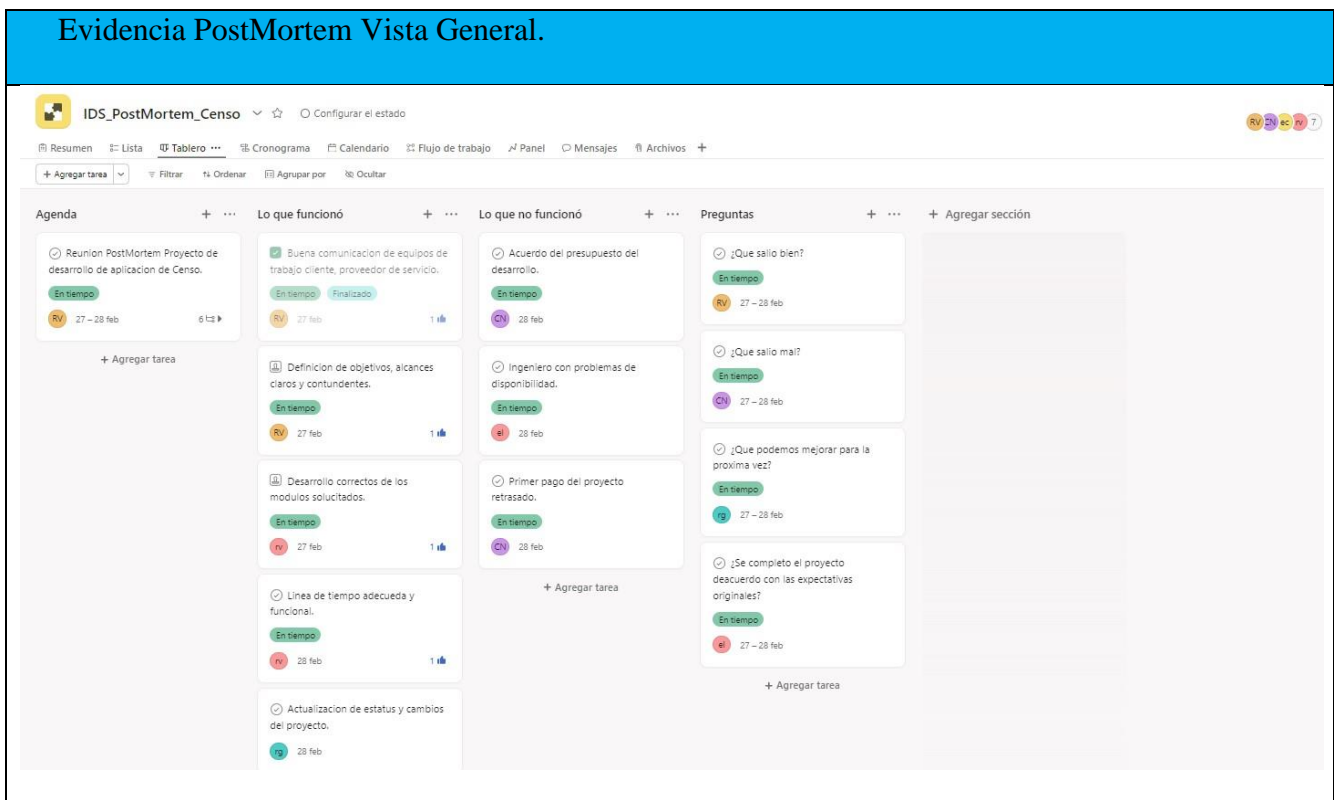 Evidencia PostMortem Vista General.
IDS_PostMortem_Censo Configurar el estado
RV CN ec rv 7
Resumen Lista Tablero ... Cronograma Calendario Flujo de trabajo Panel Mensajes Archivos +
+ Agregar tarea Filtrar Ordenar Agrupar por Ocultar
Agenda + ...
Reunion PostMortem Proyecto de
desarrollo de aplicacion de Censo.
En tiempo
RV 27 – 28 feb 6
+ Agregar tarea
Lo que funcionó + ...
Buena comunicacion de equipos de
trabajo cliente, proveedor de servicio.
En tiempo Finalizado
RV 27 feb 1
Definicion de objetivos, alcances
claros y contundentes.
En tiempo
RV 27 feb 1
Desarrollo correctos de los
modulos solucitados.
En tiempo
rv 27 feb 1
Linea de tiempo adecueda y
funcional.
En tiempo
rv 28 feb 1
Actualizacion de estatus y cambios
del proyecto.
rg 28 feb
Lo que no funcionó + ...
Acuerdo del presupuesto del
desarrollo.
En tiempo
CN 28 feb
Ingeniero con problemas de
disponibilidad.
En tiempo
el 28 feb
Primer pago del proyecto
retrasado.
En tiempo
CN 28 feb
+ Agregar tarea
Preguntas + ...
¿Que salio bien?
En tiempo
RV 27 – 28 feb
¿Que salio mal?
En tiempo
CN 27 – 28 feb
¿Que podemos mejorar para la
proxima vez?
En tiempo
rg 27 – 28 feb
¿Se completo el proyecto
deacuerdo con las expectativas
originales?
En tiempo
el 27 – 28 feb
+ Agregar tarea
+ Agregar sección